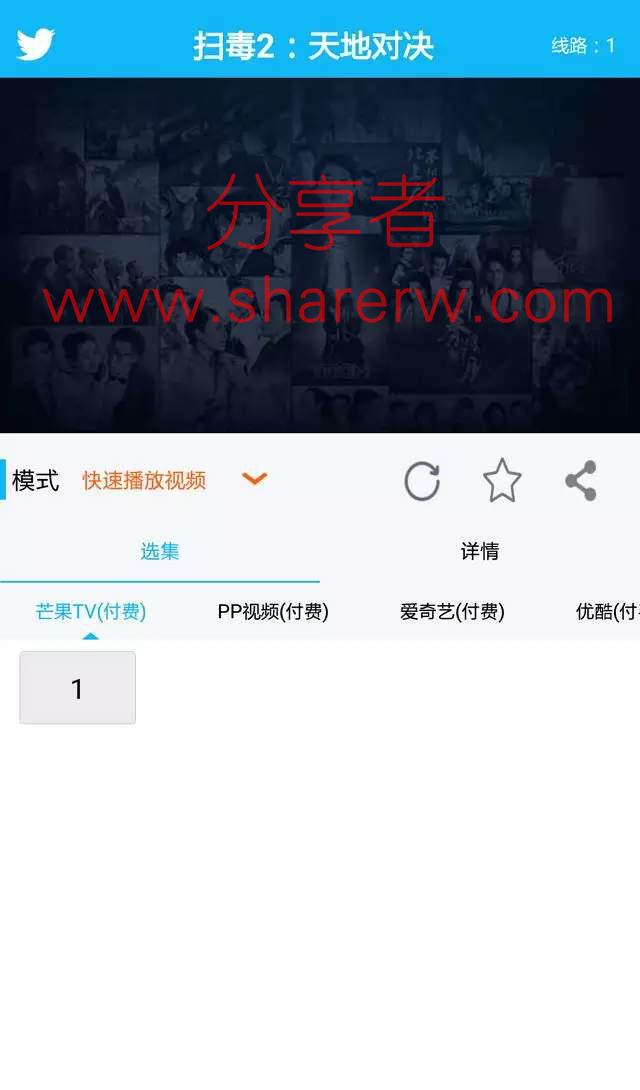 扫毒2：天地对决
线路：1
分享者
www.sharerw.com
模式 快速播放视频
选集 详情
芒果TV(付费) PP视频(付费) 爱奇艺(付费) 优酷(付
1